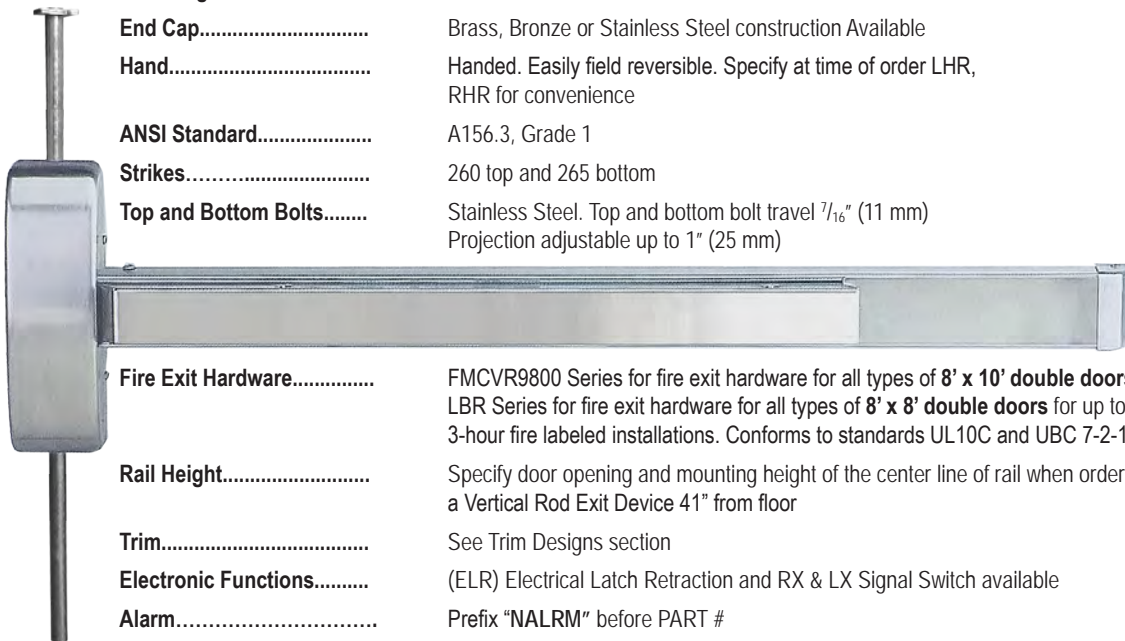 End Cap.............................. Brass, Bronze or Stainless Steel construction Available
Hand.................................... Handed. Easily field reversible. Specify at time of order LHR,
RHR for convenience
ANSI Standard.................... A156.3, Grade 1
Strikes………...................... 260 top and 265 bottom
Top and Bottom Bolts........ Stainless Steel. Top and bottom bolt travel 7/16" (11 mm)
Projection adjustable up to 1" (25 mm)
Fire Exit Hardware............... FMCVR9800 Series for fire exit hardware for all types of 8' x 10' double doors
LBR Series for fire exit hardware for all types of 8' x 8' double doors for up to
3-hour fire labeled installations. Conforms to standards UL10C and UBC 7-2-1
Rail Height.......................... Specify door opening and mounting height of the center line of rail when order
a Vertical Rod Exit Device 41" from floor
Trim..................................... See Trim Designs section
Electronic Functions.......... (ELR) Electrical Latch Retraction and RX & LX Signal Switch available
Alarm…………………………. Prefix "NALRM" before PART #